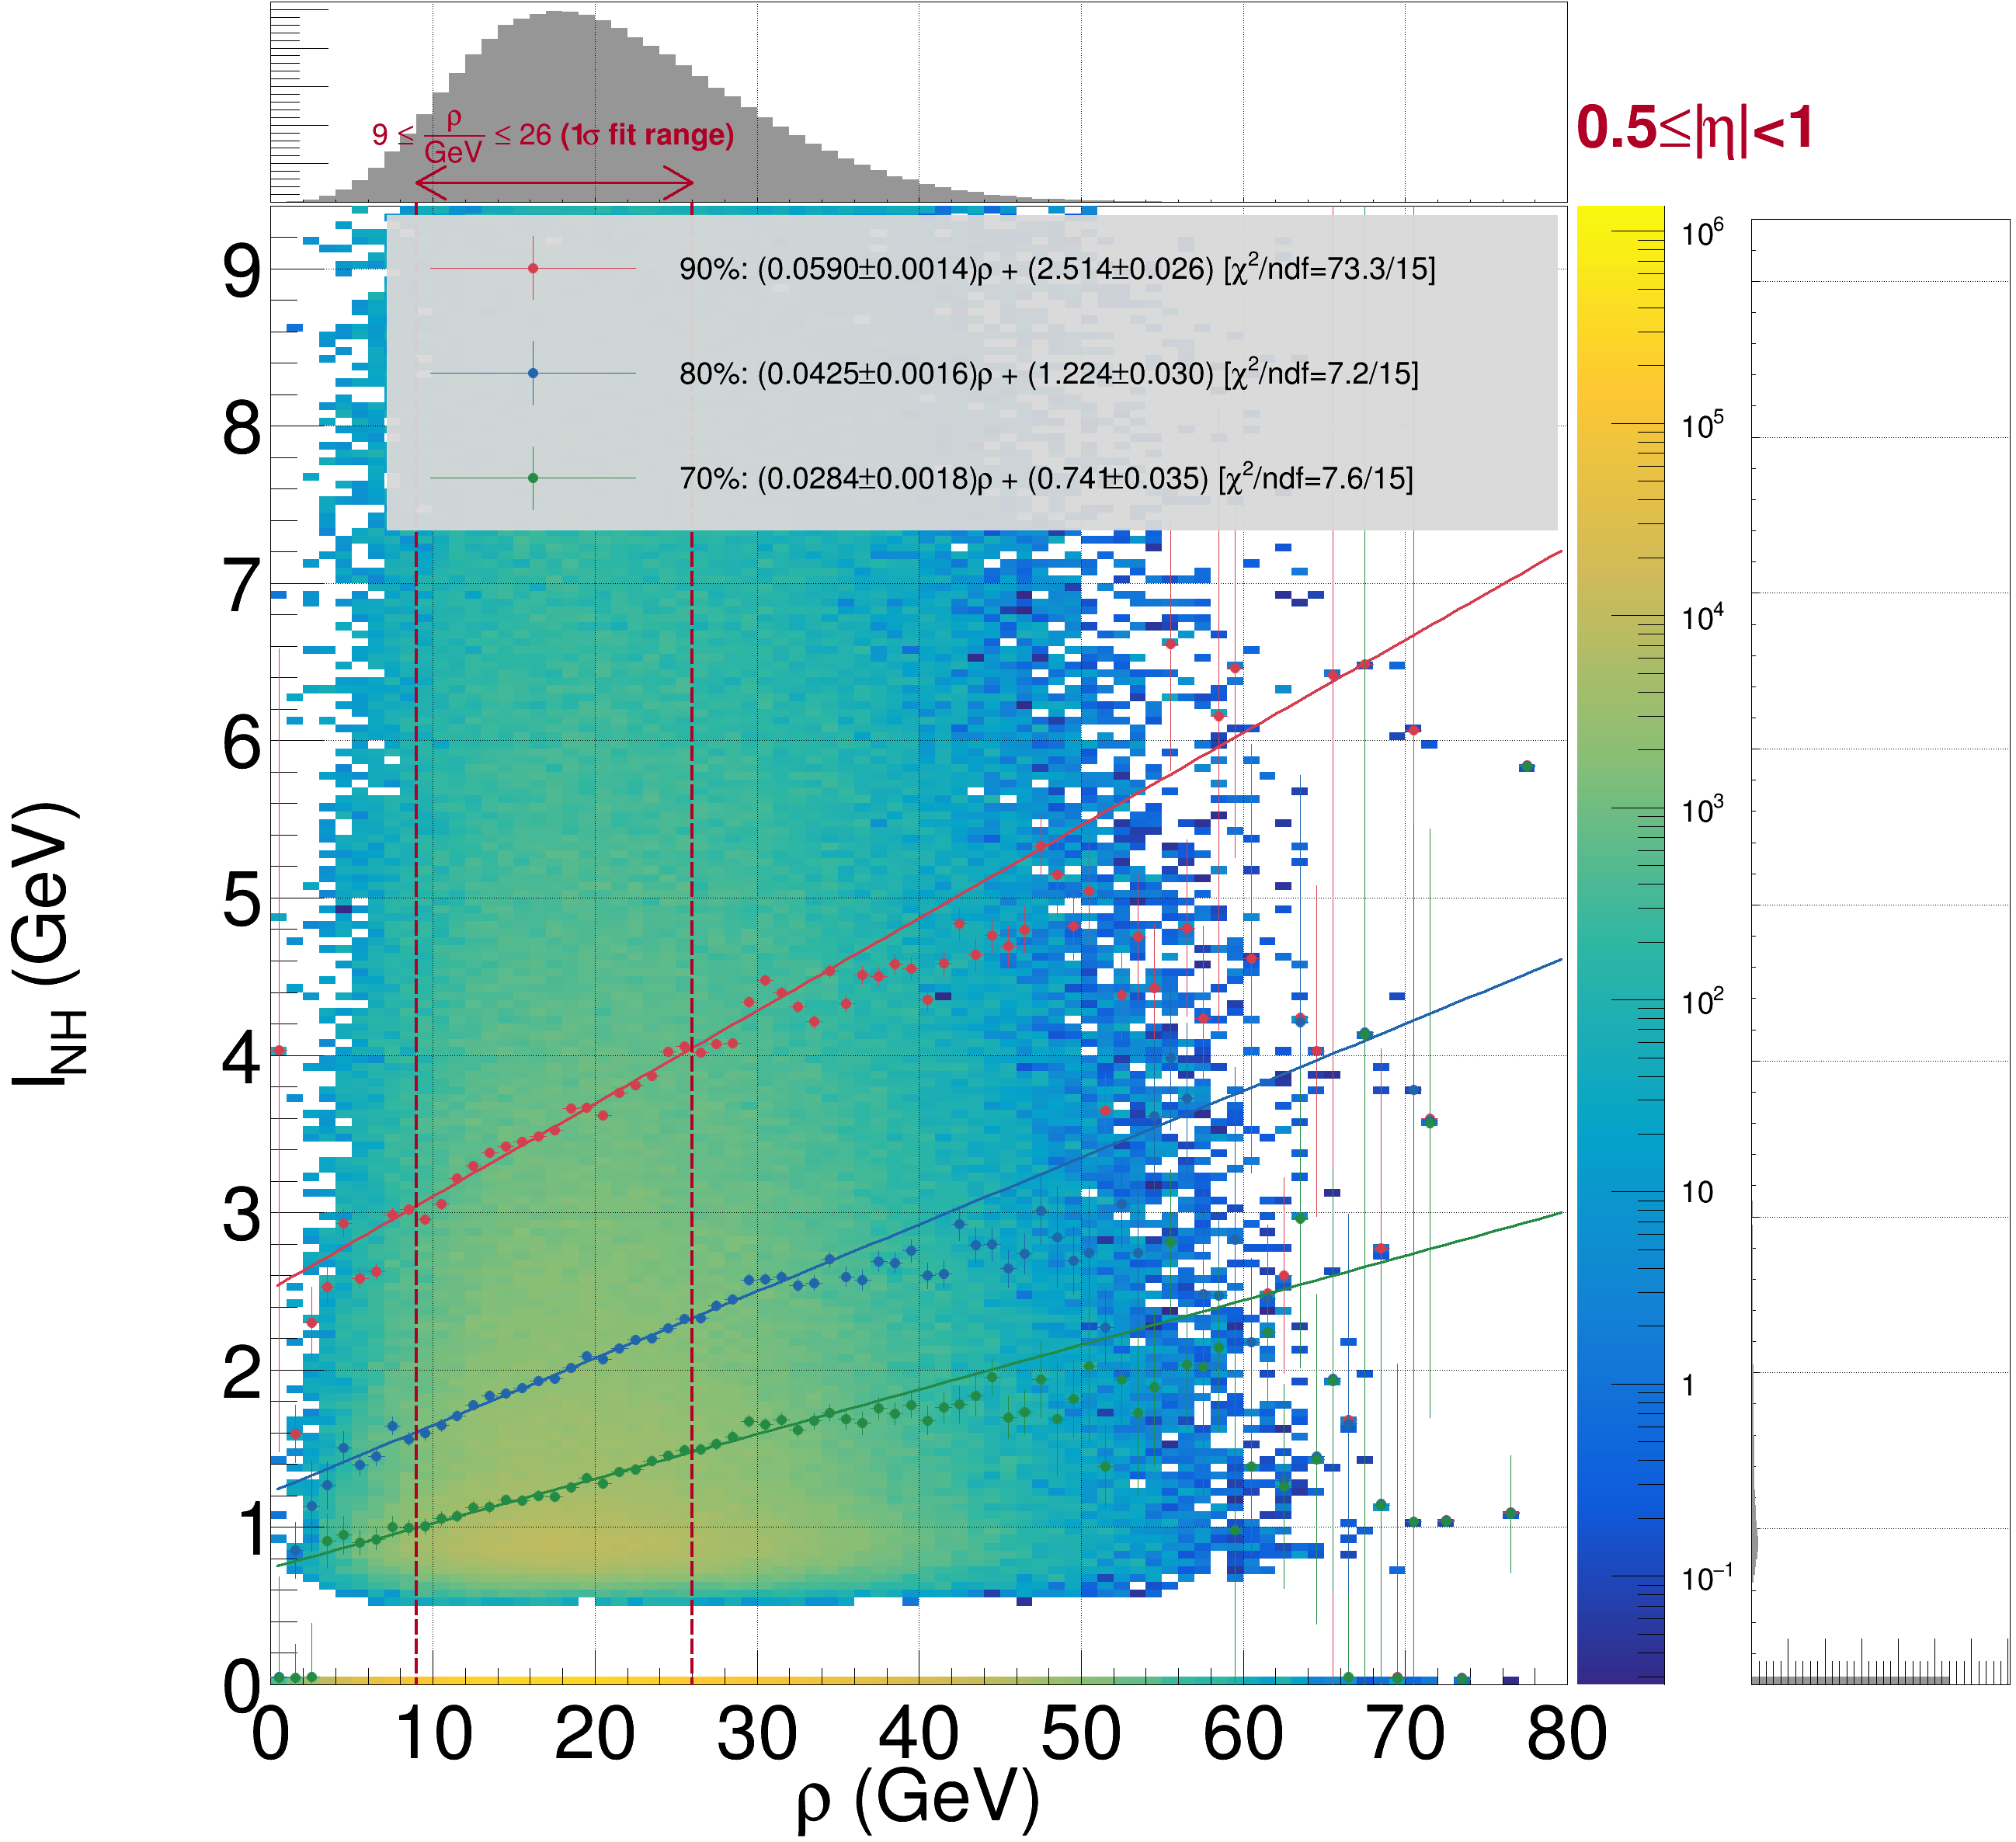 9 ≤ ρ/GeV ≤ 26 (1σ fit range)
0.5≤|η|<1
90%: (0.0590±0.0014)ρ + (2.514±0.026) [χ²/ndf=73.3/15]
80%: (0.0425±0.0016)ρ + (1.224±0.030) [χ²/ndf=7.2/15]
70%: (0.0284±0.0018)ρ + (0.741±0.035) [χ²/ndf=7.6/15]
I_NH (GeV)
9
8
7
6
5
4
3
2
1
0
0 10 20 30 40 50 60 70 80
ρ (GeV)
10⁶
10⁵
10⁴
10³
10²
10
1
10⁻¹